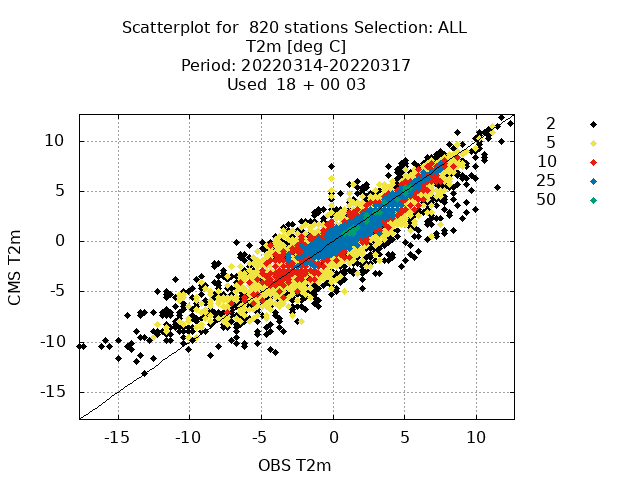 Scatterplot for  820 stations Selection: ALL
T2m [deg C]
Period: 20220314-20220317
Used  18 + 00 03
2
5
10
25
50
10
5
0
-5
-10
-15
CMS T2m
-15
-10
-5
0
5
10
OBS T2m